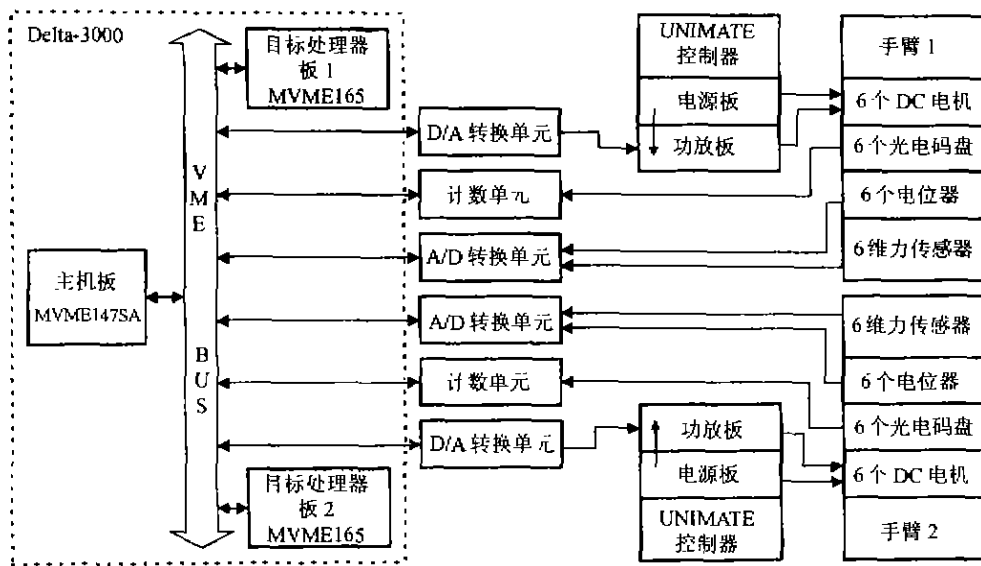 Delta-3000
目标处理器
板 1
MVME165
UNIMATE
控制器
手臂 1
电源板
6 个 DC 电机
D/A 转换单元
功放板
6 个光电码盘
VME
计数单元
6 个电位器
A/D 转换单元
6 维力传感器
主机板
MVME147SA
A/D 转换单元
6 维力传感器
BUS
计数单元
6 个电位器
功放板
6 个光电码盘
D/A 转换单元
电源板
6 个 DC 电机
目标处理器
板 2
MVME165
UNIMATE
控制器
手臂 2